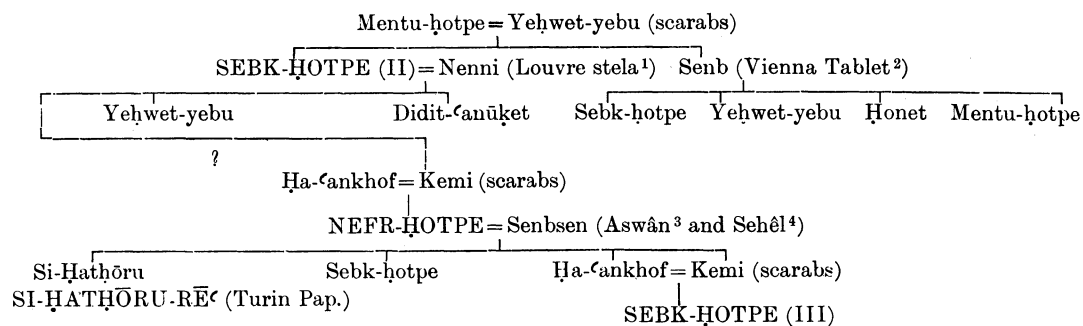 Mentu-ḥotpe = Yeḥwet-yebu (scarabs)
SEBK-ḤOTPE (II) = Nenni (Louvre stela¹) Senb (Vienna Tablet²)
Yeḥwet-yebu Didit-ʿanūḳet Sebk-ḥotpe Yeḥwet-yebu Ḥonet Mentu-ḥotpe
?
Ḥa-ʿankhof = Kemi (scarabs)
NEFR-ḤOTPE = Senbsen (Aswân³ and Sehêl⁴)
Si-Ḥatḥōru Sebk-ḥotpe Ḥa-ʿankhof = Kemi (scarabs)
SI-ḤATḤŌRU-RĒʿ (Turin Pap.)
SEBK-ḤOTPE (III)